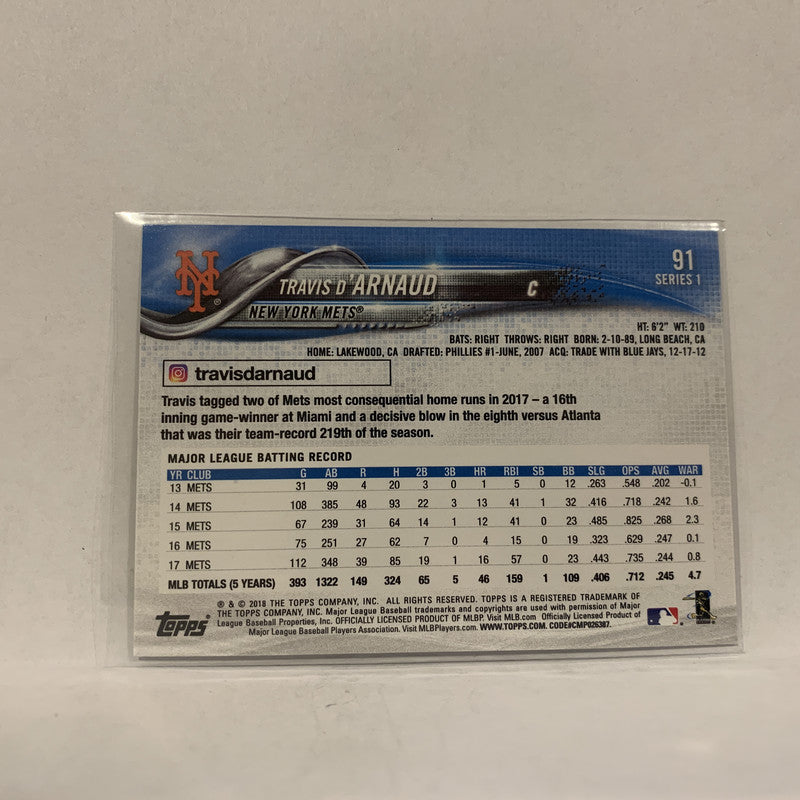 NY
TRAVIS D'ARNAUD
C
91
SERIES 1
NEW YORK METS®
HT: 6'2" WT: 210
BATS: RIGHT THROWS: RIGHT BORN: 2-10-89, LONG BEACH, CA
HOME: LAKEWOOD, CA DRAFTED: PHILLIES #1-JUNE, 2007 ACQ: TRADE WITH BLUE JAYS, 12-17-12
travisdarnaud
Travis tagged two of Mets most consequential home runs in 2017 – a 16th
inning game-winner at Miami and a decisive blow in the eighth versus Atlanta
that was their team-record 219th of the season.
MAJOR LEAGUE BATTING RECORD
YR CLUB G AB R H 2B 3B HR RBI SB BB SLG OPS AVG WAR
13 METS 31 99 4 20 3 0 1 5 0 12 .263 .548 .202 -0.1
14 METS 108 385 48 93 22 3 13 41 1 32 .416 .718 .242 1.6
15 METS 67 239 31 64 14 1 12 41 0 23 .485 .825 .268 2.3
16 METS 75 251 27 62 7 0 4 15 0 19 .323 .629 .247 0.1
17 METS 112 348 39 85 19 1 16 57 0 23 .443 .735 .244 0.8
MLB TOTALS (5 YEARS) 393 1322 149 324 65 5 46 159 1 109 .406 .712 .245 4.7
® & © 2018 THE TOPPS COMPANY, INC. ALL RIGHTS RESERVED. TOPPS IS A REGISTERED TRADEMARK OF
THE TOPPS COMPANY, INC. Major League Baseball trademarks and copyrights are used with permission of Major
League Baseball Properties, Inc. OFFICIALLY LICENSED PRODUCT OF MLBP. Visit MLB.com Officially Licensed Product of
Major League Baseball Players Association. Visit MLBPlayers.com. WWW.TOPPS.COM. CODE#CMP026387.
topps